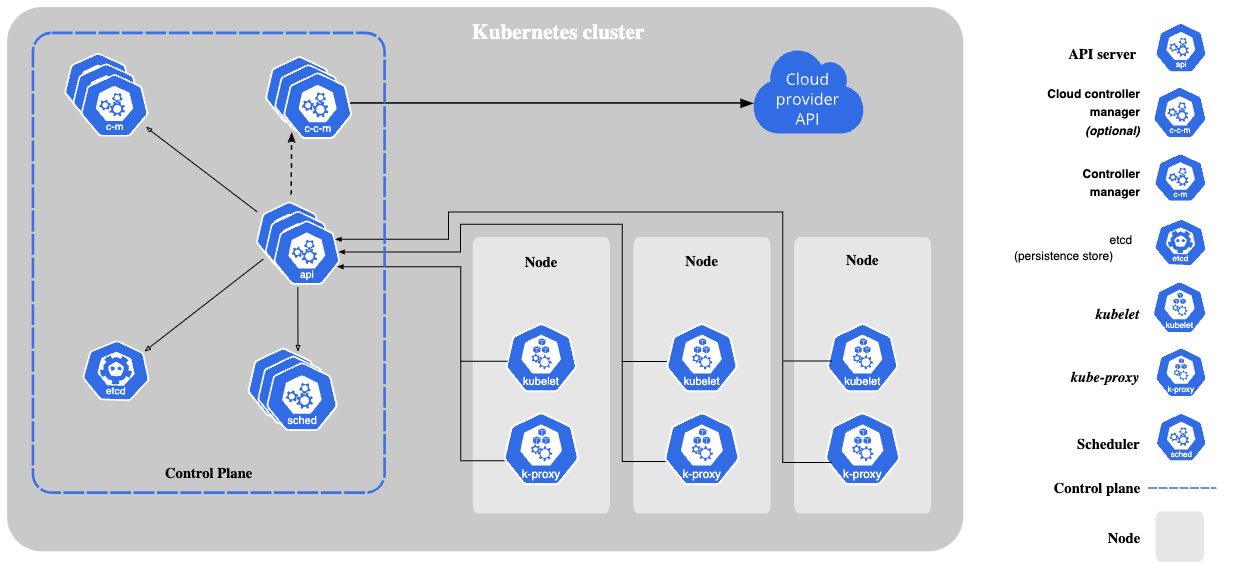 Kubernetes cluster
c-m
c-c-m
Cloud
provider
API
api
etcd
sched
Control Plane
Node
kubelet
k-proxy
Node
kubelet
k-proxy
Node
kubelet
k-proxy
API server
api
Cloud controller
manager
(optional)
c-c-m
Controller
manager
c-m
etcd
(persistence store)
etcd
kubelet
kubelet
kube-proxy
k-proxy
Scheduler
sched
Control plane
Node